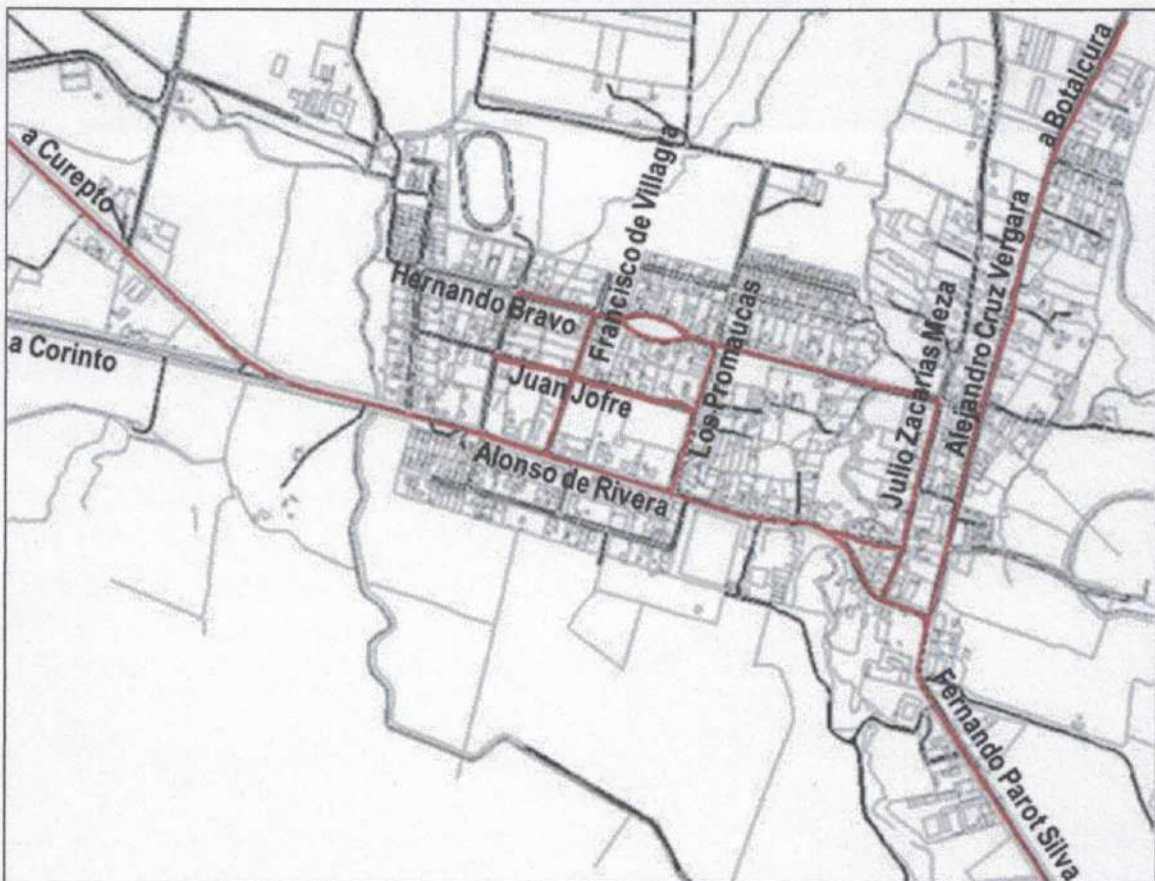 a Botalcura
a Curepto
Francisco de Villagra
Hernando Bravo
Los Promaucas
Julio Zacarías Meza
Alejandro Cruz Vergara
a Corinto
Juan Jofre
Alonso de Rivera
Fernando Parot Silva